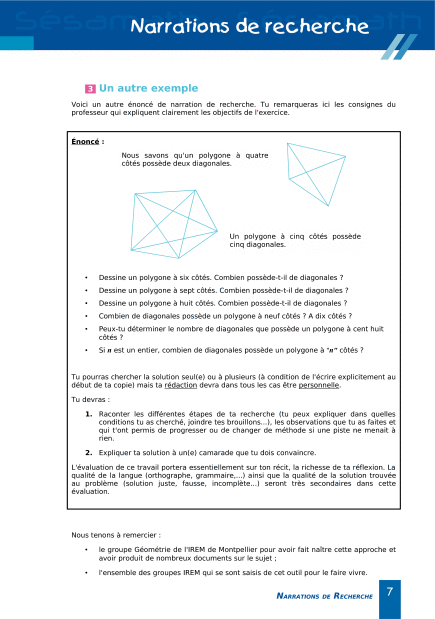 Narrations de recherche
3 Un autre exemple
Voici un autre énoncé de narration de recherche. Tu remarqueras ici les consignes du
professeur qui expliquent clairement les objectifs de l'exercice.
Énoncé :
Nous savons qu'un polygone à quatre
côtés possède deux diagonales.
Un polygone à cinq côtés possède
cinq diagonales.
• Dessine un polygone à six côtés. Combien possède-t-il de diagonales ?
• Dessine un polygone à sept côtés. Combien possède-t-il de diagonales ?
• Dessine un polygone à huit côtés. Combien possède-t-il de diagonales ?
• Combien de diagonales possède un polygone à neuf côtés ? A dix côtés ?
• Peux-tu déterminer le nombre de diagonales que possède un polygone à cent huit
côtés ?
• Si n est un entier, combien de diagonales possède un polygone à "n" côtés ?
Tu pourras chercher la solution seul(e) ou à plusieurs (à condition de l'écrire explicitement au
début de ta copie) mais ta rédaction devra dans tous les cas être personnelle.
Tu devras :
1. Raconter les différentes étapes de ta recherche (tu peux expliquer dans quelles
conditions tu as cherché, joindre tes brouillons...), les observations que tu as faites et
qui t'ont permis de progresser ou de changer de méthode si une piste ne menait à
rien.
2. Expliquer ta solution à un(e) camarade que tu dois convaincre.
L'évaluation de ce travail portera essentiellement sur ton récit, la richesse de ta réflexion. La
qualité de la langue (orthographe, grammaire,...) ainsi que la qualité de la solution trouvée
au problème (solution juste, fausse, incomplète...) seront très secondaires dans cette
évaluation.
Nous tenons à remercier :
• le groupe Géométrie de l'IREM de Montpellier pour avoir fait naître cette approche et
avoir produit de nombreux documents sur le sujet ;
• l'ensemble des groupes IREM qui se sont saisis de cet outil pour le faire vivre.
Narrations de Recherche
7